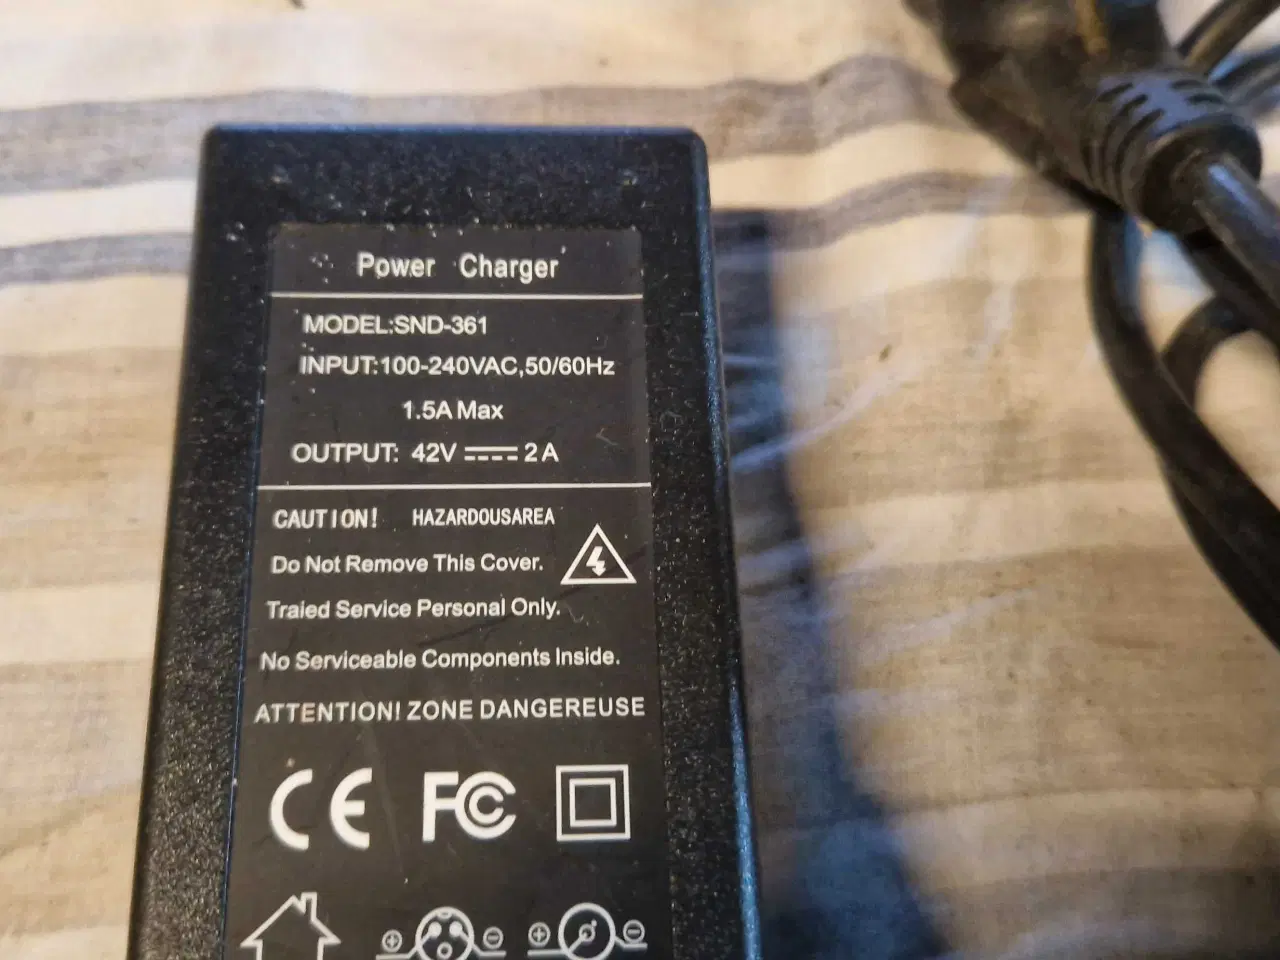 Power Charger
MODEL:SND-361
INPUT:100-240VAC,50/60Hz
1.5A Max
OUTPUT: 42V 2A
CAUTION! HAZARDOUSAREA
Do Not Remove This Cover.
Traied Service Personal Only.
No Serviceable Components Inside.
ATTENTION! ZONE DANGEREUSE
CE FC